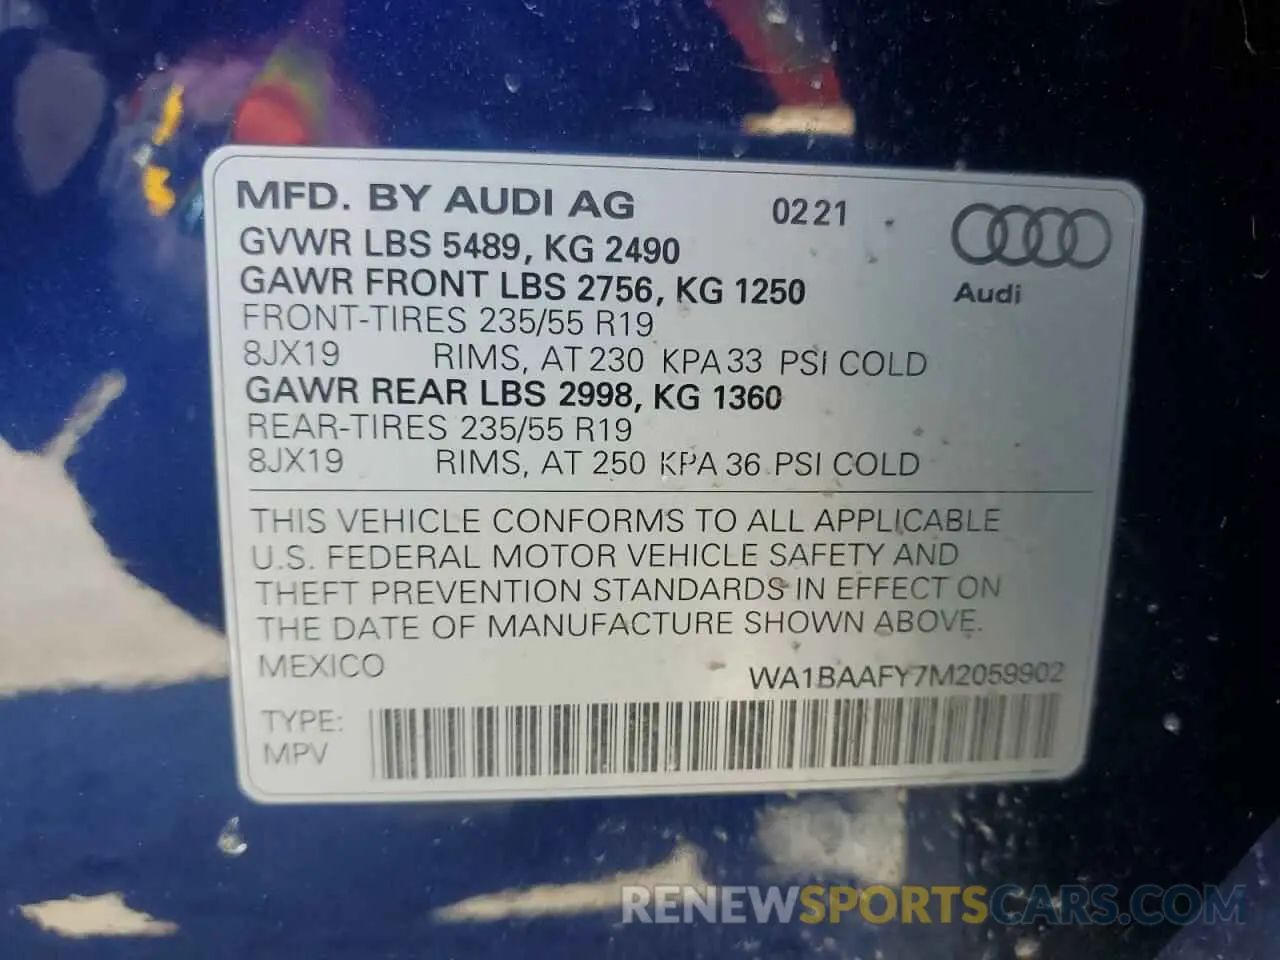 MFD. BY AUDI AG 0221
GVWR LBS 5489, KG 2490
GAWR FRONT LBS 2756, KG 1250
Audi
FRONT-TIRES 235/55 R19
8JX19 RIMS, AT 230 KPA 33 PSI COLD
GAWR REAR LBS 2998, KG 1360
REAR-TIRES 235/55 R19
8JX19 RIMS, AT 250 KPA 36 PSI COLD
THIS VEHICLE CONFORMS TO ALL APPLICABLE
U.S. FEDERAL MOTOR VEHICLE SAFETY AND
THEFT PREVENTION STANDARDS IN EFFECT ON
THE DATE OF MANUFACTURE SHOWN ABOVE.
MEXICO WA1BAAFY7M2059902
TYPE:
MPV
RENEWSPORTSCARS.COM